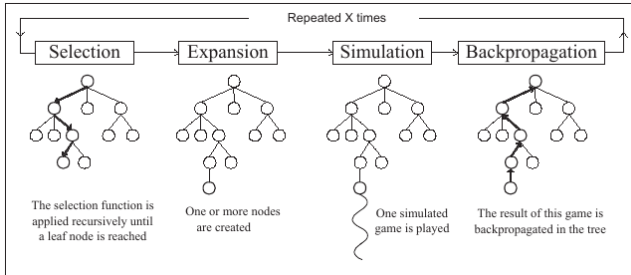 Repeated X times
Selection
Expansion
Simulation
Backpropagation
The selection function is
applied recursively until
a leaf node is reached
One or more nodes
are created
One simulated
game is played
The result of this game is
backpropagated in the tree